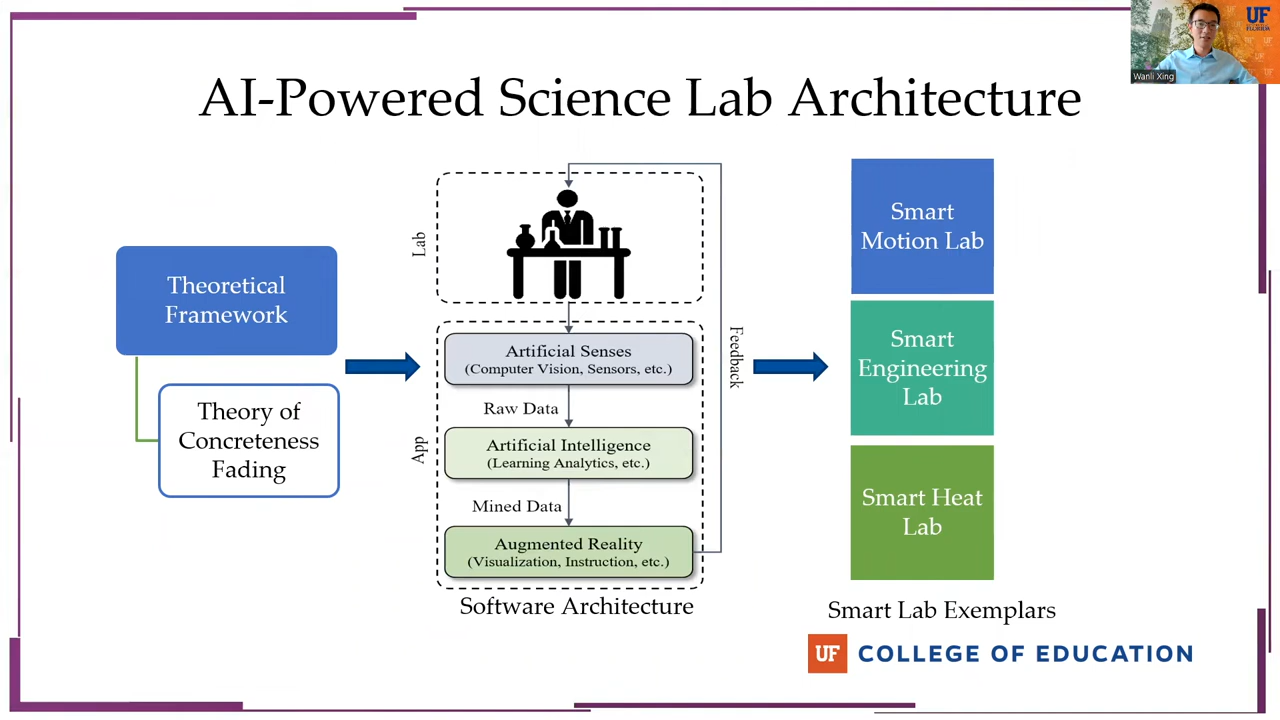 AI-Powered Science Lab Architecture
UF
FLORIDA
Wanli Xing
Theoretical
Framework
Theory of
Concreteness
Fading
Lab
App
Artificial Senses
(Computer Vision, Sensors, etc.)
Raw Data
Artificial Intelligence
(Learning Analytics, etc.)
Mined Data
Augmented Reality
(Visualization, Instruction, etc.)
Feedback
Software Architecture
Smart
Motion Lab
Smart
Engineering
Lab
Smart Heat
Lab
Smart Lab Exemplars
UF COLLEGE OF EDUCATION